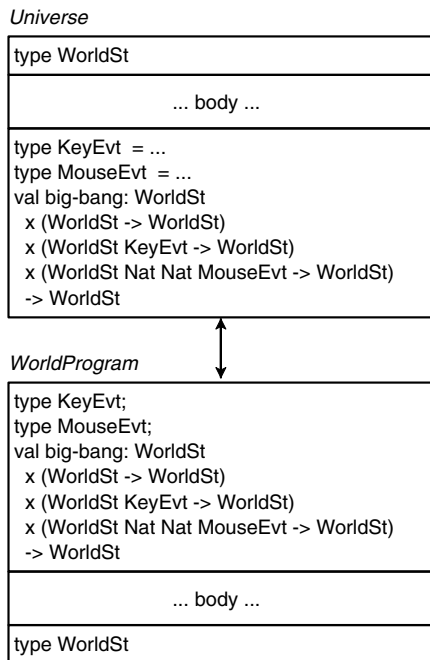 Universe
type WorldSt
... body ...
type KeyEvt = ...
type MouseEvt = ...
val big-bang: WorldSt
x (WorldSt -> WorldSt)
x (WorldSt KeyEvt -> WorldSt)
x (WorldSt Nat Nat MouseEvt -> WorldSt)
-> WorldSt
WorldProgram
type KeyEvt;
type MouseEvt;
val big-bang: WorldSt
x (WorldSt -> WorldSt)
x (WorldSt KeyEvt -> WorldSt)
x (WorldSt Nat Nat MouseEvt -> WorldSt)
-> WorldSt
... body ...
type WorldSt